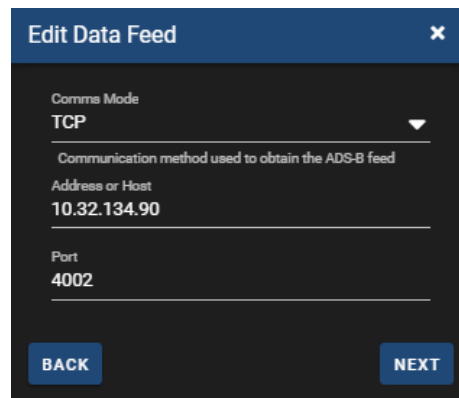 Edit Data Feed ×
Comms Mode
TCP
Communication method used to obtain the ADS-B feed
Address or Host
10.32.134.90
Port
4002
BACK NEXT